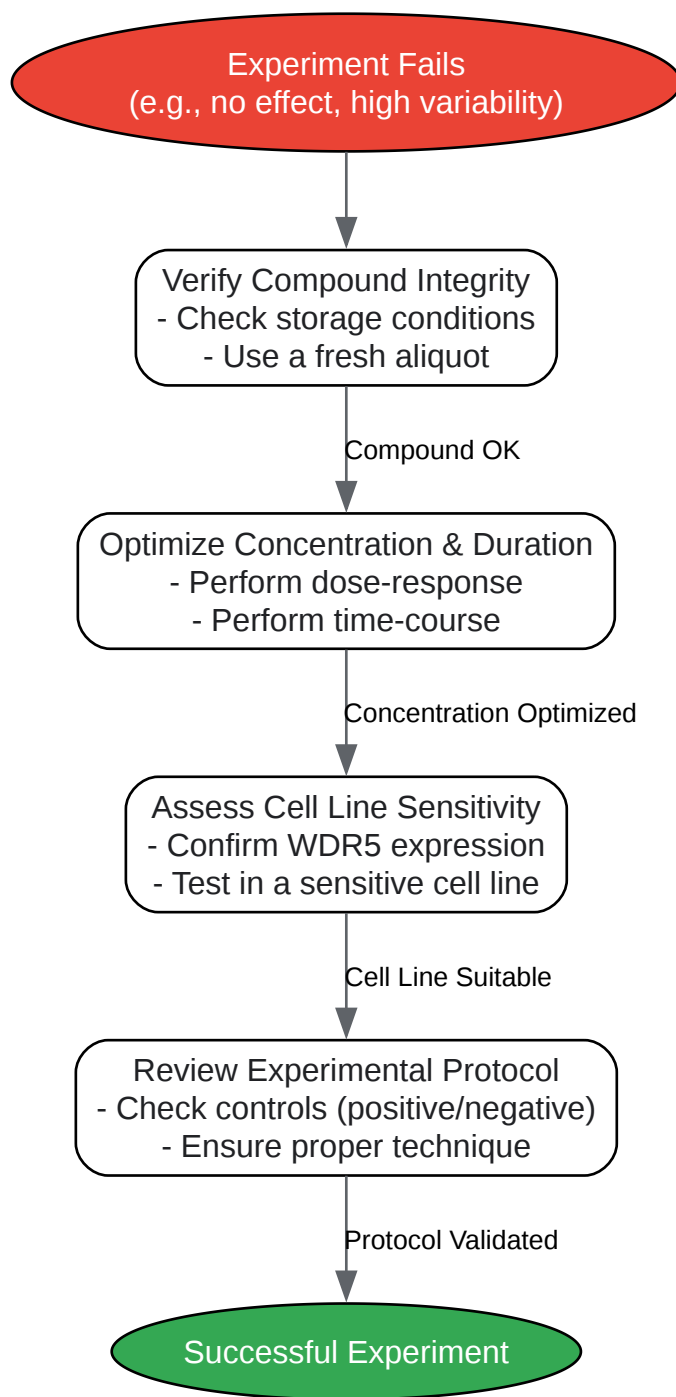 Experiment Fails
(e.g., no effect, high variability)
Verify Compound Integrity
- Check storage conditions
- Use a fresh aliquot
Compound OK
Optimize Concentration & Duration
- Perform dose-response
- Perform time-course
Concentration Optimized
Assess Cell Line Sensitivity
- Confirm WDR5 expression
- Test in a sensitive cell line
Cell Line Suitable
Review Experimental Protocol
- Check controls (positive/negative)
- Ensure proper technique
Protocol Validated
Successful Experiment